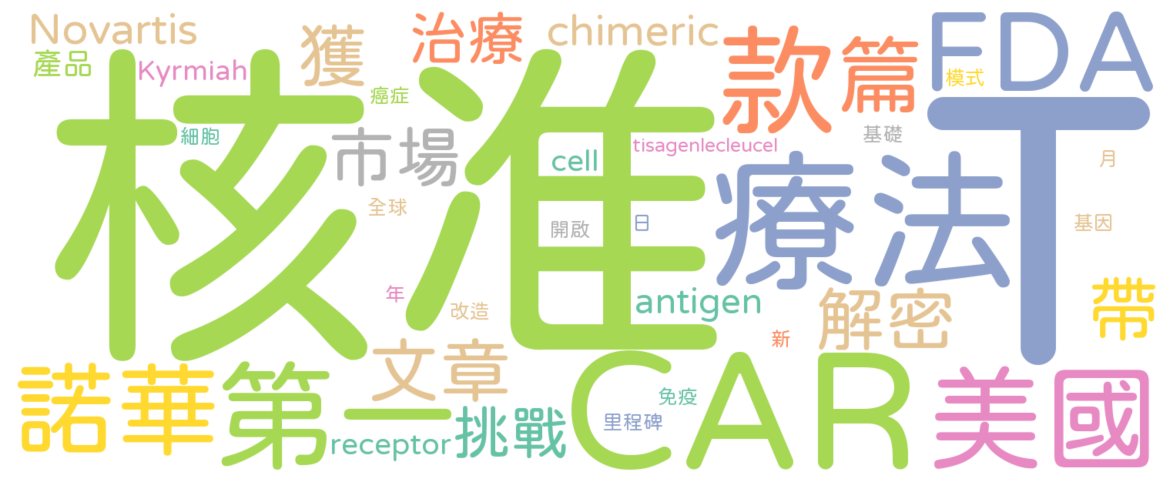 Novartis
獲
治療
chimeric
款
篇
FDA
產品
Kyrmiah
模式
癌症
核准
細胞
市場
cell
tisagenlecleucel
基礎
月
療法
T
全球
開啟
日
基因
年
改造
antigen
解密
帶
新
諾華
第一
文章
receptor
挑戰
CAR
免疫
里程碑
美國